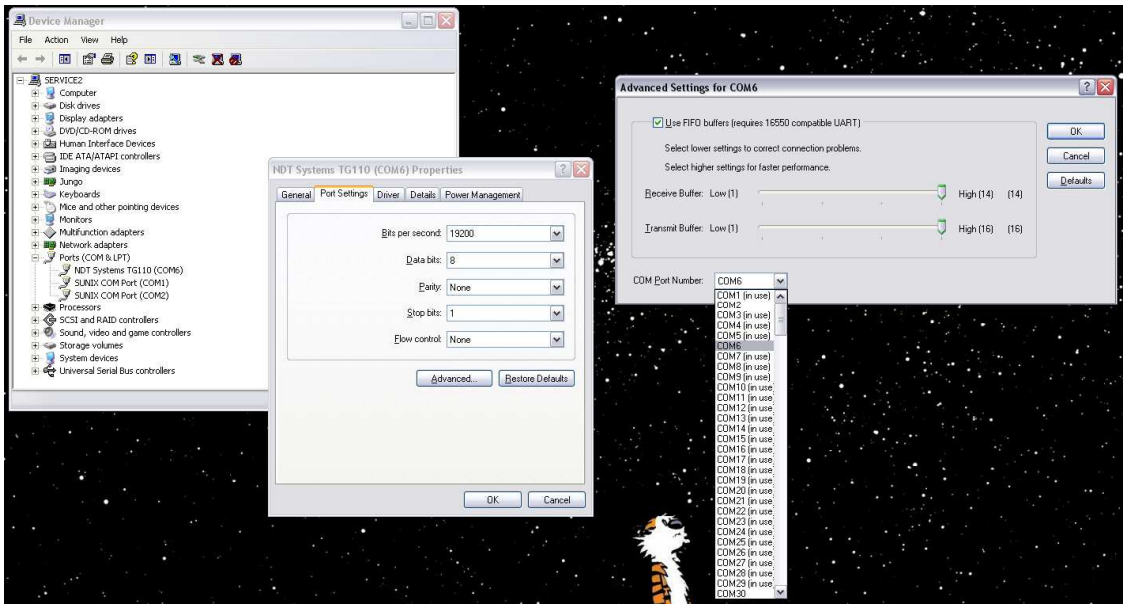 Device Manager
File Action View Help
SERVICE2
Computer
Disk drives
Display adapters
DVD/CD-ROM drives
Human Interface Devices
IDE ATA/ATAPI controllers
Imaging devices
Jungo
Keyboards
Mice and other pointing devices
Monitors
Multifunction adapters
Network adapters
Ports (COM & LPT)
NDT Systems TG110 (COM6)
SUNIX COM Port (COM1)
SUNIX COM Port (COM2)
Processors
SCSI and RAID controllers
Sound, video and game controllers
Storage volumes
System devices
Universal Serial Bus controllers
NDT Systems TG110 (COM6) Properties
General Port Settings Driver Details Power Management
Bits per second: 19200
Data bits: 8
Parity: None
Stop bits: 1
Flow control: None
Advanced... Restore Defaults
OK Cancel
Advanced Settings for COM6
Use FIFO buffers (requires 16550 compatible UART)
Select lower settings to correct connection problems.
Select higher settings for faster performance.
Receive Buffer: Low (1) High (14) (14)
Transmit Buffer: Low (1) High (16) (16)
OK
Cancel
Defaults
COM Port Number: COM6
COM1 (in use)
COM2
COM3 (in use)
COM4 (in use)
COM5 (in use)
COM6
COM7 (in use)
COM8 (in use)
COM9 (in use)
COM10 (in use
COM11 (in use
COM12 (in use
COM13 (in use
COM14 (in use
COM15 (in use
COM16 (in use
COM17 (in use
COM18 (in use
COM19 (in use
COM20 (in use
COM21 (in use
COM22 (in use
COM23 (in use
COM24 (in use
COM25 (in use
COM26 (in use
COM27 (in use
COM28 (in use
COM29 (in use
COM30